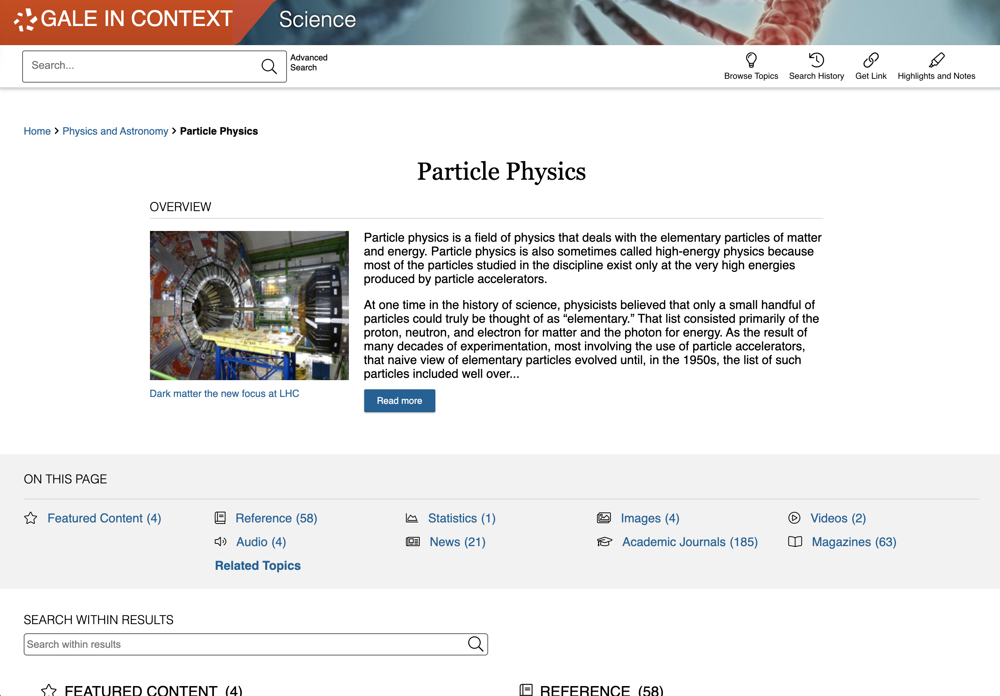 GALE IN CONTEXT
Science
Search...
Advanced
Search
Browse Topics
Search History
Get Link
Highlights and Notes
Home > Physics and Astronomy > Particle Physics
Particle Physics
OVERVIEW
Particle physics is a field of physics that deals with the elementary particles of matter
and energy. Particle physics is also sometimes called high-energy physics because
most of the particles studied in the discipline exist only at the very high energies
produced by particle accelerators.
At one time in the history of science, physicists believed that only a small handful of
particles could truly be thought of as “elementary.” That list consisted primarily of the
proton, neutron, and electron for matter and the photon for energy. As the result of
many decades of experimentation, most involving the use of particle accelerators,
that naive view of elementary particles evolved until, in the 1950s, the list of such
particles included well over...
Dark matter the new focus at LHC
Read more
ON THIS PAGE
Featured Content (4)
Reference (58)
Statistics (1)
Images (4)
Videos (2)
Audio (4)
News (21)
Academic Journals (185)
Magazines (63)
Related Topics
SEARCH WITHIN RESULTS
Search within results
FEATURED CONTENT (4)
REFERENCE (58)